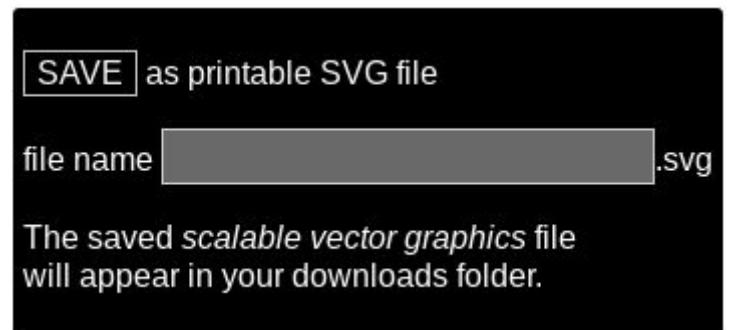 SAVE as printable SVG file
file name .svg
The saved scalable vector graphics file
will appear in your downloads folder.